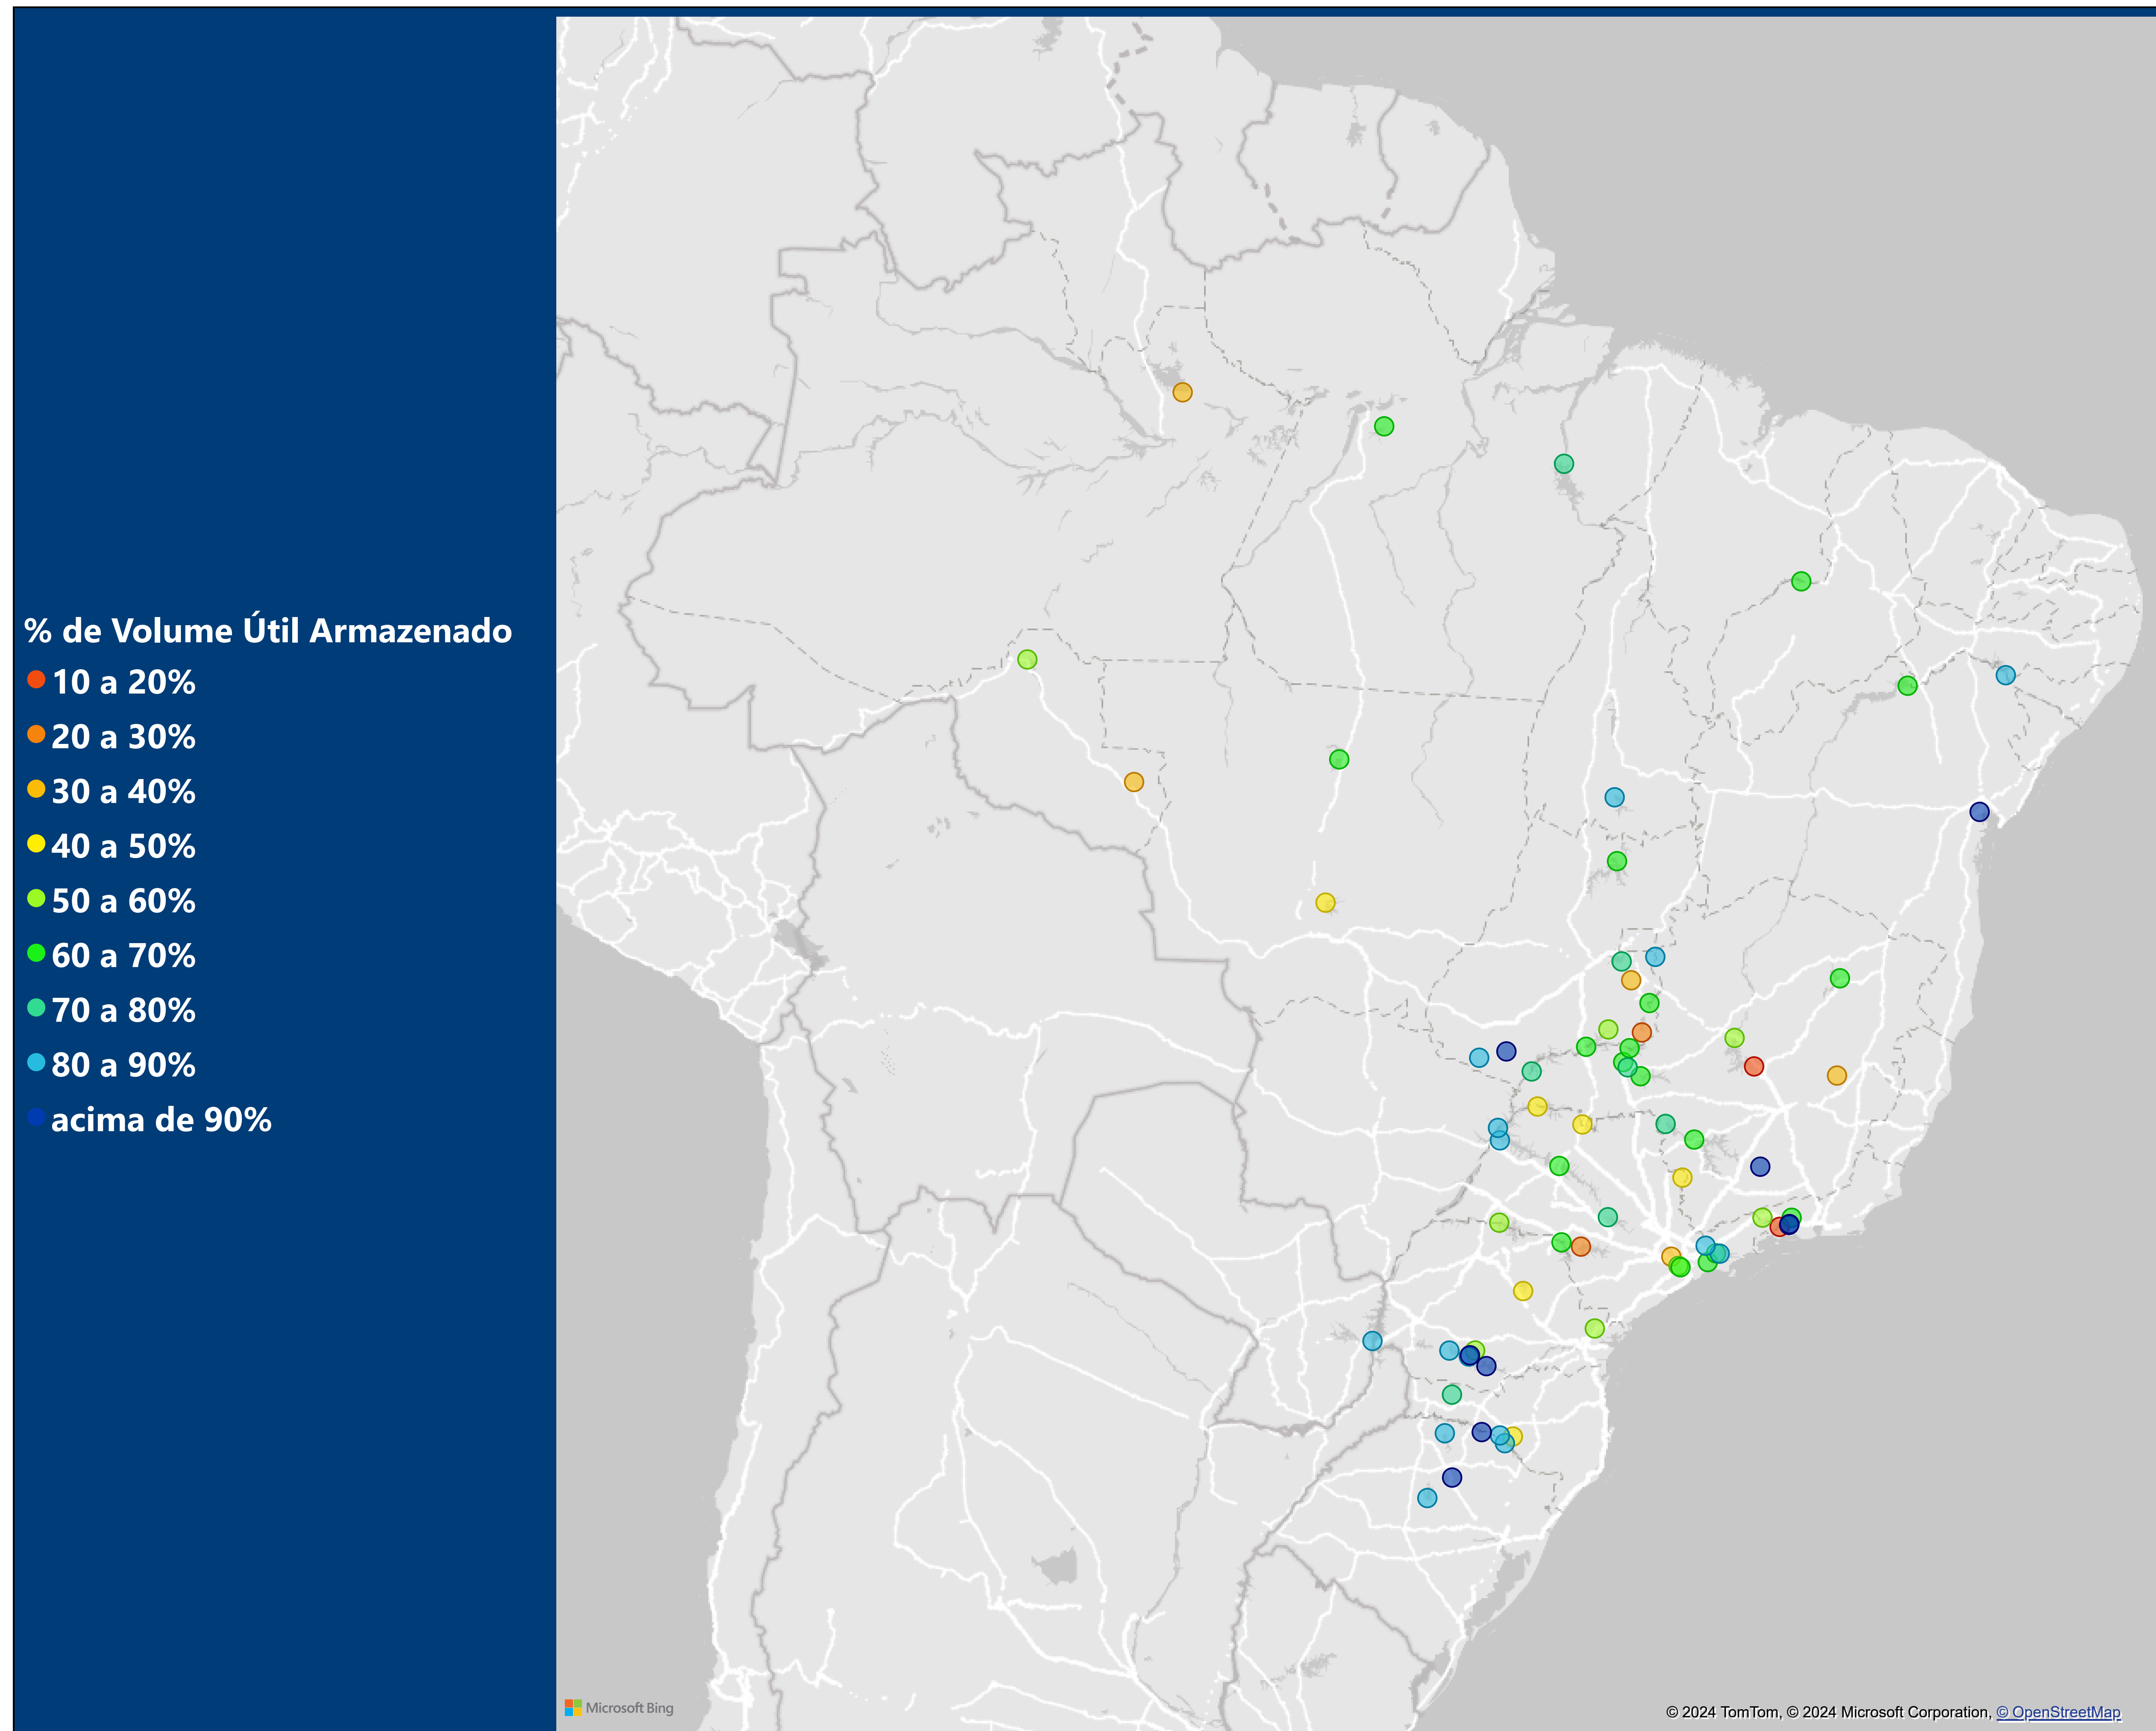 % de Volume Útil Armazenado
10 a 20%
20 a 30%
30 a 40%
40 a 50%
50 a 60%
60 a 70%
70 a 80%
80 a 90%
acima de 90%
Microsoft Bing
© 2024 TomTom, © 2024 Microsoft Corporation, © OpenStreetMap